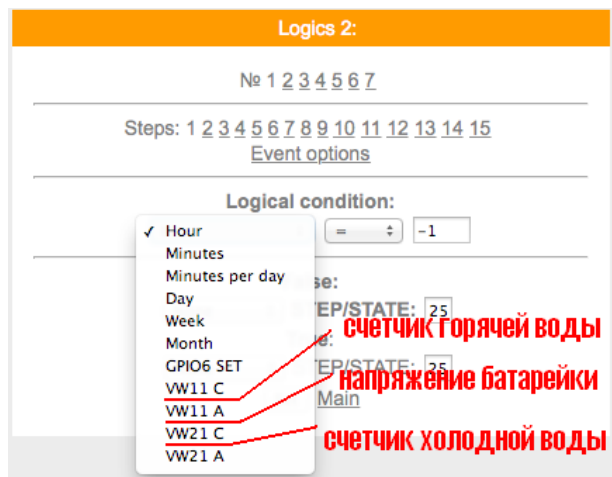 Logics 2:
№ 1 2 3 4 5 6 7
Steps: 1 2 3 4 5 6 7 8 9 10 11 12 13 14 15
Event options
Logical condition:
✓ Hour = -1
Minutes
Minutes per day
Day
Week
Month
GPIO6 SET
VW11 C
VW11 A
VW21 C
VW21 A
se:
TEP/STATE: 25
счетчик горячей воды
e:
TEP/STATE: 25
напряжение батарейки
Main
счетчик холодной воды